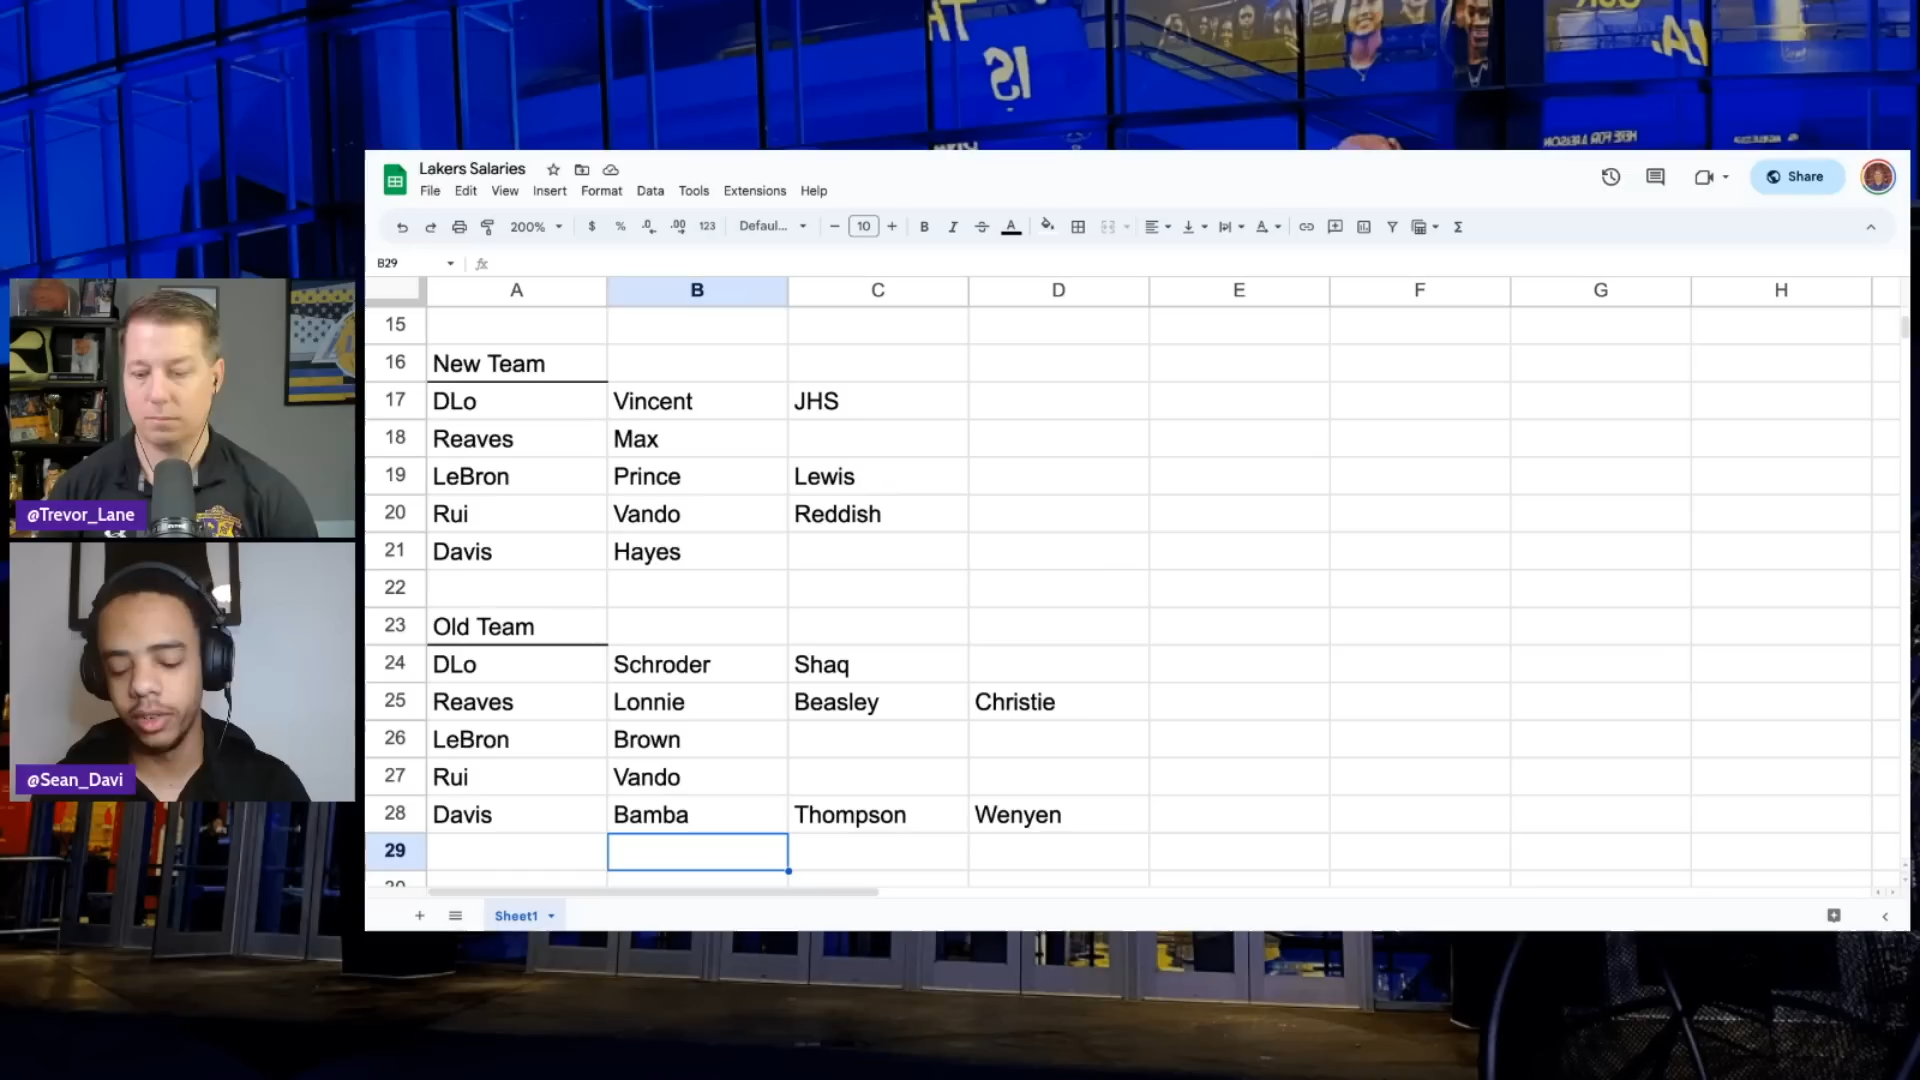 Lakers Salaries
File Edit View Insert Format Data Tools Extensions Help
Share
200% $ % .0 .00 123 Defaul... − 10 + B I S A Σ
B29 fx
A B C D E F G H
15
16 New Team
17 DLo Vincent JHS
18 Reaves Max
19 LeBron Prince Lewis
20 Rui Vando Reddish
21 Davis Hayes
22
23 Old Team
24 DLo Schroder Shaq
25 Reaves Lonnie Beasley Christie
26 LeBron Brown
27 Rui Vando
28 Davis Bamba Thompson Wenyen
29
30
Sheet1
@Trevor_Lane
@Sean_Davi
IS